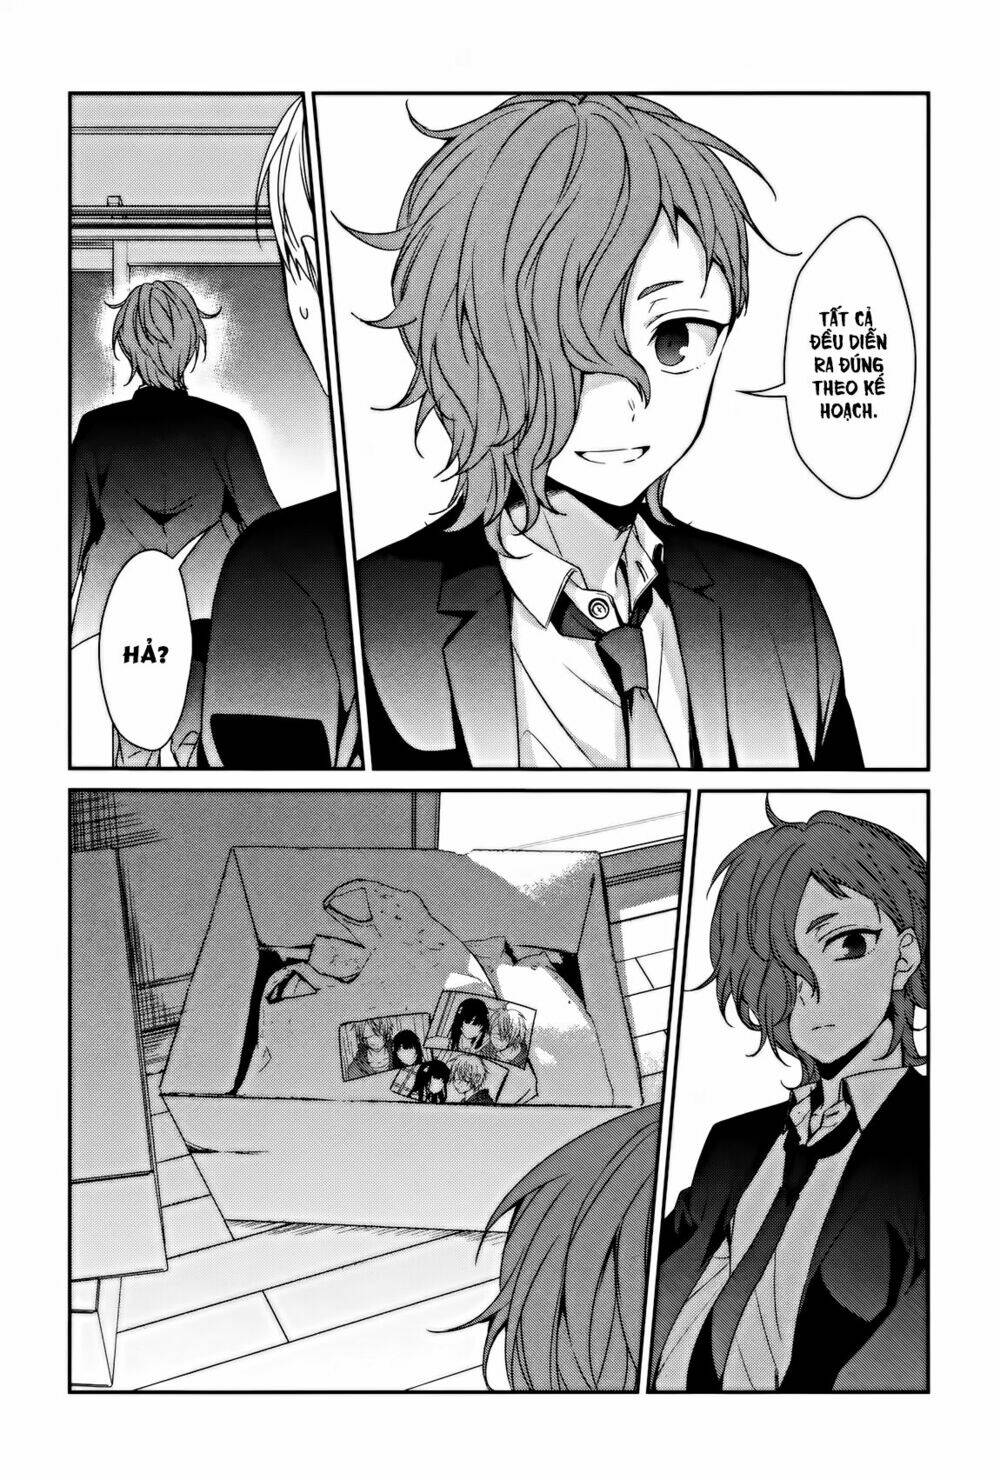 TẤT CẢ
ĐỀU DIỄN
RA ĐÚNG
THEO KẾ
HOẠCH.
HẢ?